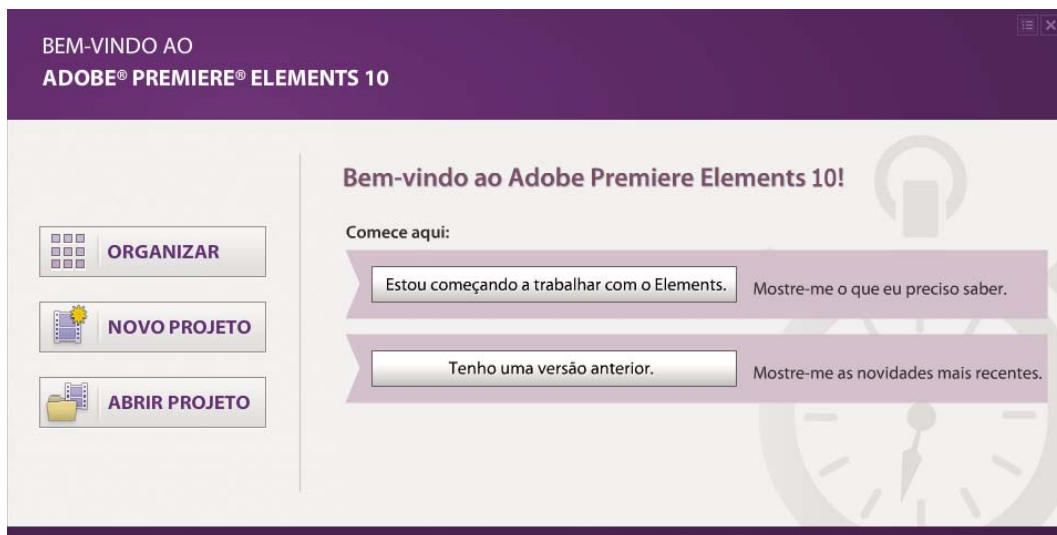 BEM-VINDO AO
ADOBE® PREMIERE® ELEMENTS 10
Bem-vindo ao Adobe Premiere Elements 10!
Comece aqui:
ORGANIZAR
Estou começando a trabalhar com o Elements. Mostre-me o que eu preciso saber.
NOVO PROJETO
Tenho uma versão anterior. Mostre-me as novidades mais recentes.
ABRIR PROJETO